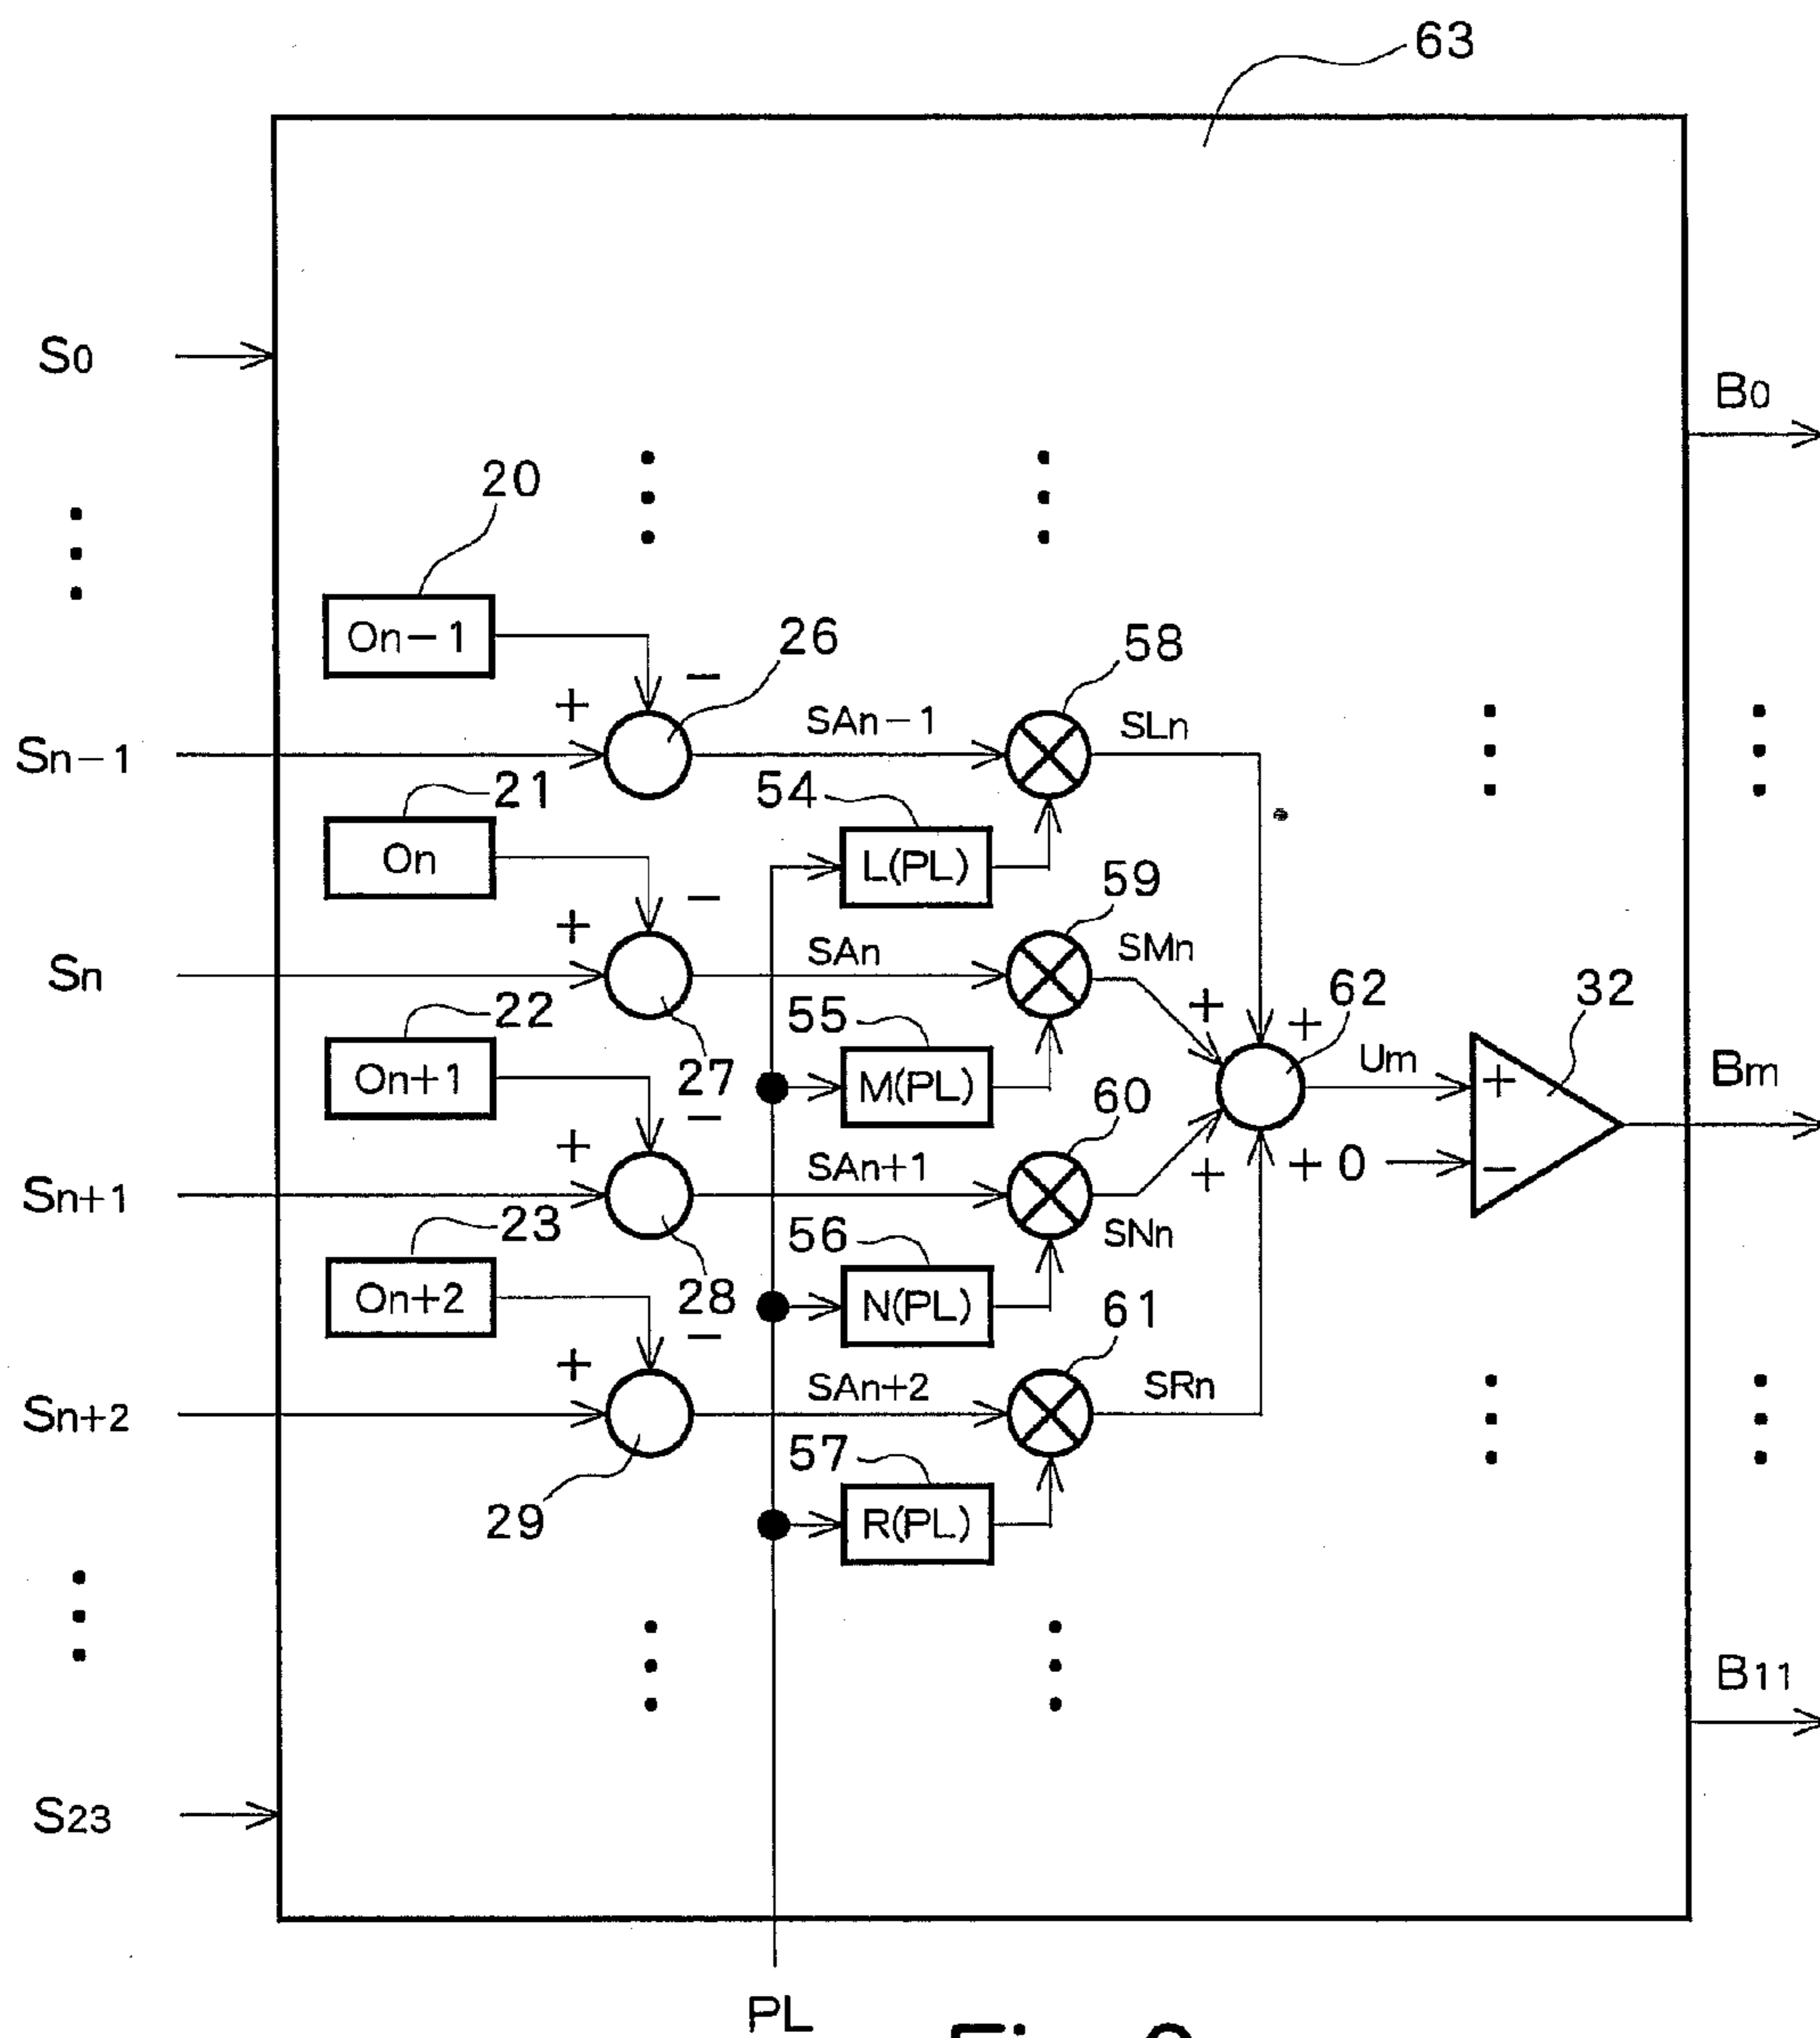 63
S0
B0
20
On-1
26
58
+
-
SAn-1
SLn
Sn-1
21
54
On
L(PL)
59
-
+
SAn
SMn
Sn
22
55
+
+
62
32
On+1
27
M(PL)
60
Um
+
Bm
-
+
SAn+1
+
+ 0
-
Sn+1
23
56
SNn
On+2
28
N(PL)
61
-
+
SAn+2
SRn
Sn+2
57
29
R(PL)
B11
S23
PL